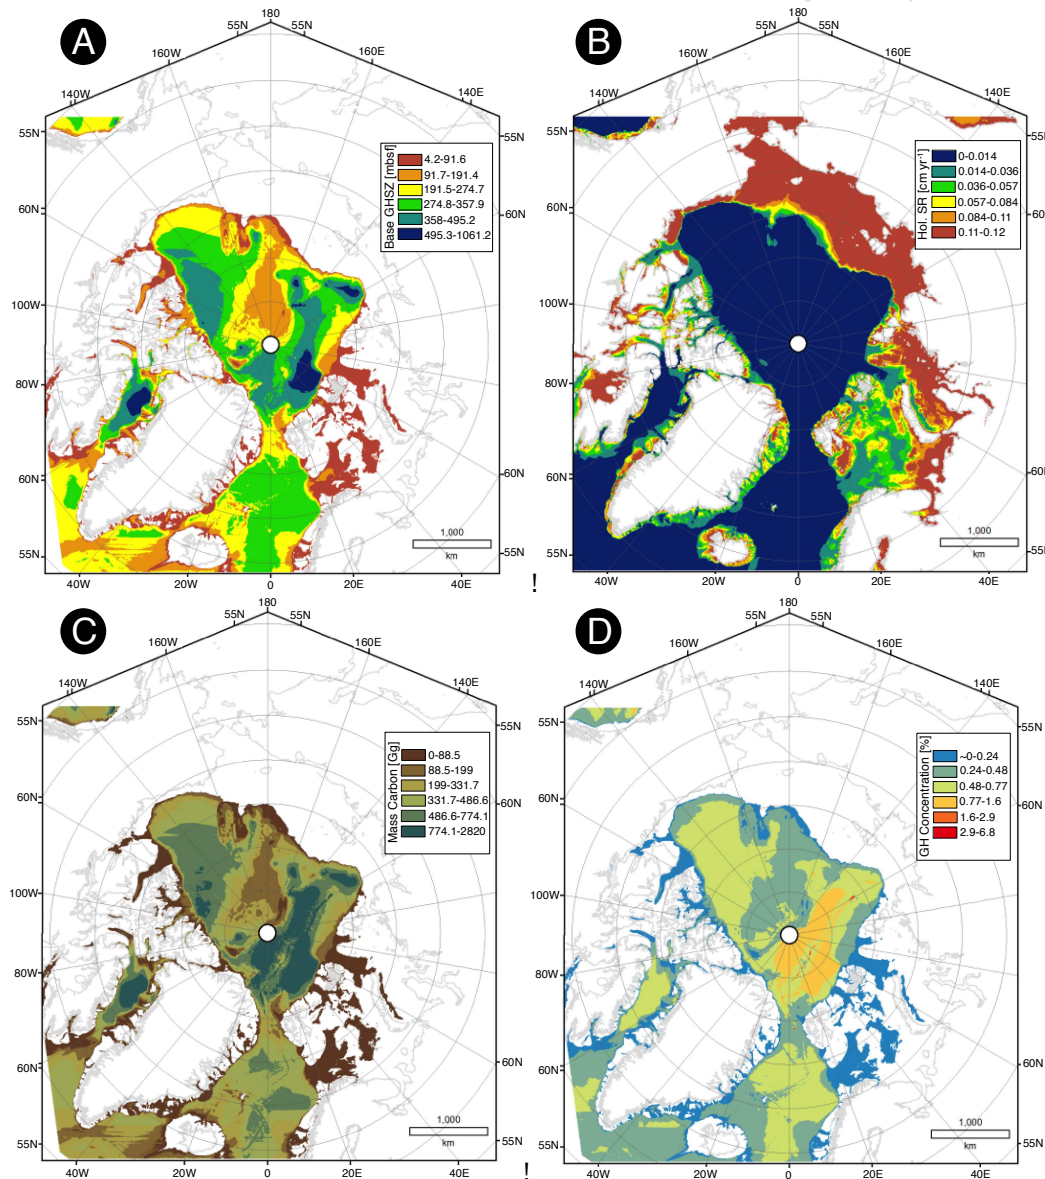 A
180
55N 55N
160W 160E
140W 140E
55N 55N
Base GHSZ [mbsf]
4.2-91.6
91.7-191.4
191.5-274.7
274.8-357.9
358-495.2
495.3-1061.2
60N 60N
100W
80W
60N 60N
1,000
km
55N 55N
40W 20W 0 20E 40E
!
B
180
55N 55N
160W 160E
140W 140E
55N 55N
Hol. SR [cm yr-1]
0-0.014
0.014-0.036
0.036-0.057
0.057-0.084
0.084-0.11
0.11-0.12
60N 60N
100W
80W
60N 60N
1,000
km
55N 55N
40W 20W 0 20E 40E
C
180
55N 55N
160W 160E
140W 140E
55N 55N
Mass Carbon [Gg]
0-88.5
88.5-199
199-331.7
331.7-486.6
486.6-774.1
774.1-2820
60N 60N
100W
80W
60N 60N
1,000
km
55N 55N
40W 20W 0 20E 40E
!
D
180
55N 55N
160W 160E
140W 140E
55N 55N
GH Concentration [%]
~0-0.24
0.24-0.48
0.48-0.77
0.77-1.6
1.6-2.9
2.9-6.8
60N 60N
100W
80W
60N 60N
1,000
km
55N 55N
40W 20W 0 20E 40E